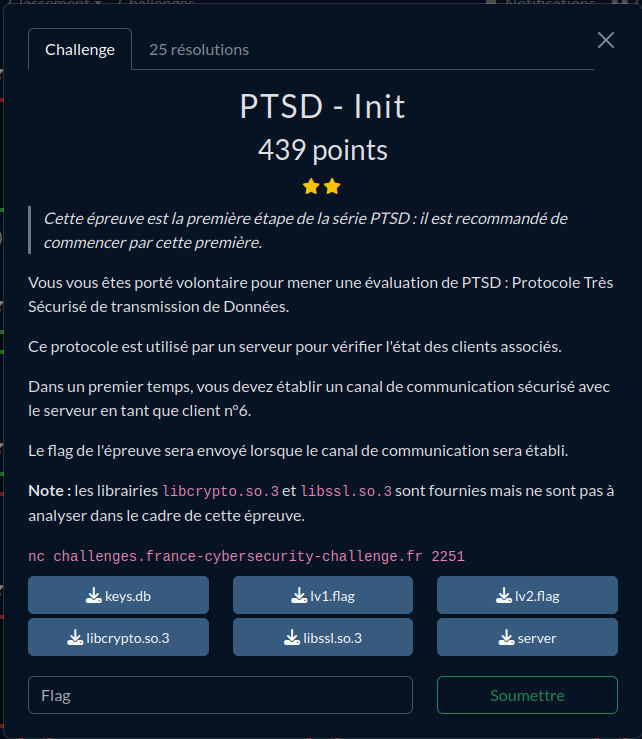 Classement Challenges Notifications
Challenge 25 résolutions
PTSD - Init
439 points
Cette épreuve est la première étape de la série PTSD : il est recommandé de
commencer par cette première.
Vous vous êtes porté volontaire pour mener une évaluation de PTSD : Protocole Très
Sécurisé de transmission de Données.
Ce protocole est utilisé par un serveur pour vérifier l'état des clients associés.
Dans un premier temps, vous devez établir un canal de communication sécurisé avec
le serveur en tant que client n°6.
Le flag de l'épreuve sera envoyé lorsque le canal de communication sera établi.
Note : les librairies libcrypto.so.3 et libssl.so.3 sont fournies mais ne sont pas à
analyser dans le cadre de cette épreuve.
nc challenges.france-cybersecurity-challenge.fr 2251
keys.db lv1.flag lv2.flag
libcrypto.so.3 libssl.so.3 server
Flag Soumettre